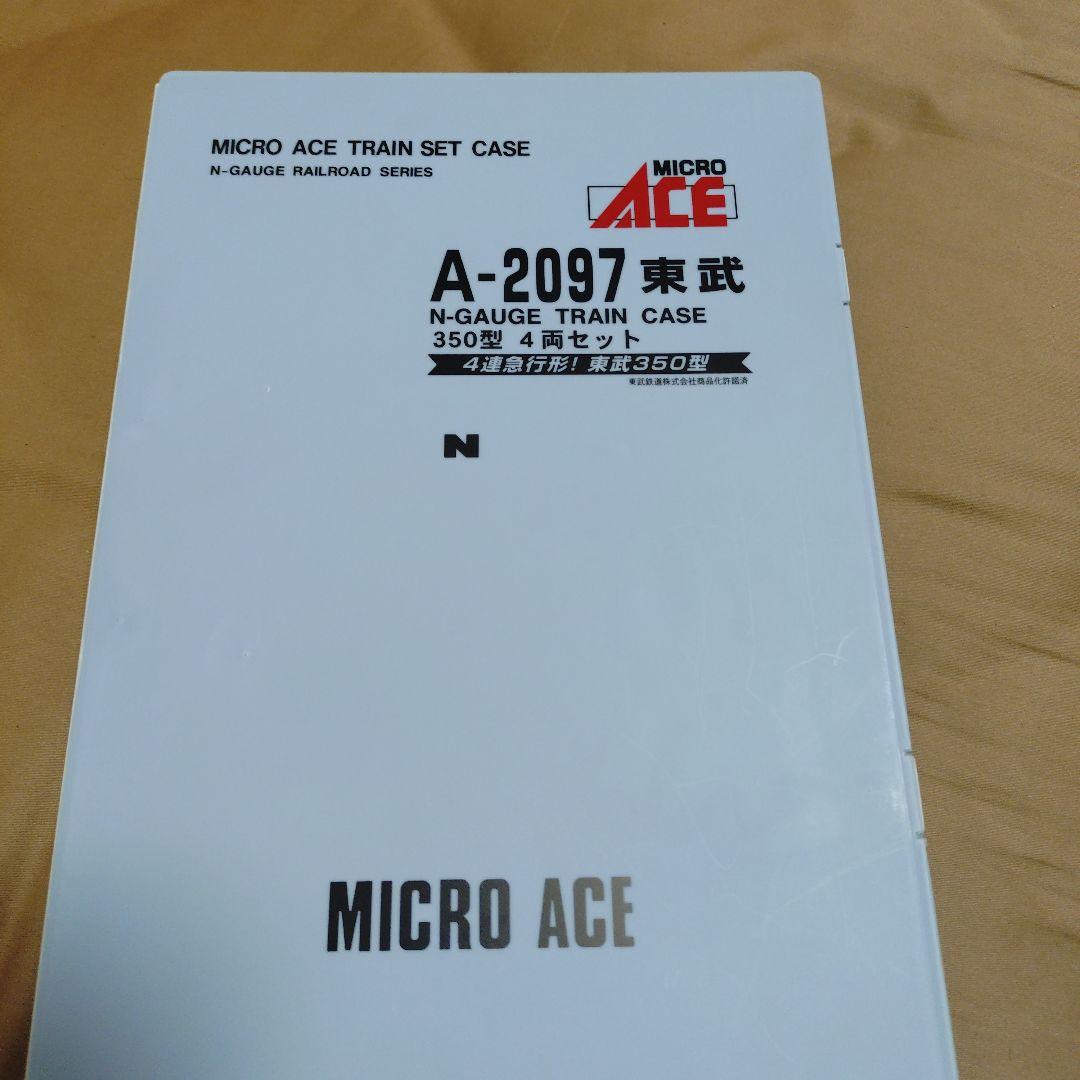 MICRO ACE TRAIN SET CASE
N-GAUGE RAILROAD SERIES
MICRO
ACE
A-2097 東武
N-GAUGE TRAIN CASE
350型 4両セット
4連急行形! 東武350型
東武鉄道株式会社商品化許諾済
N
MICRO ACE